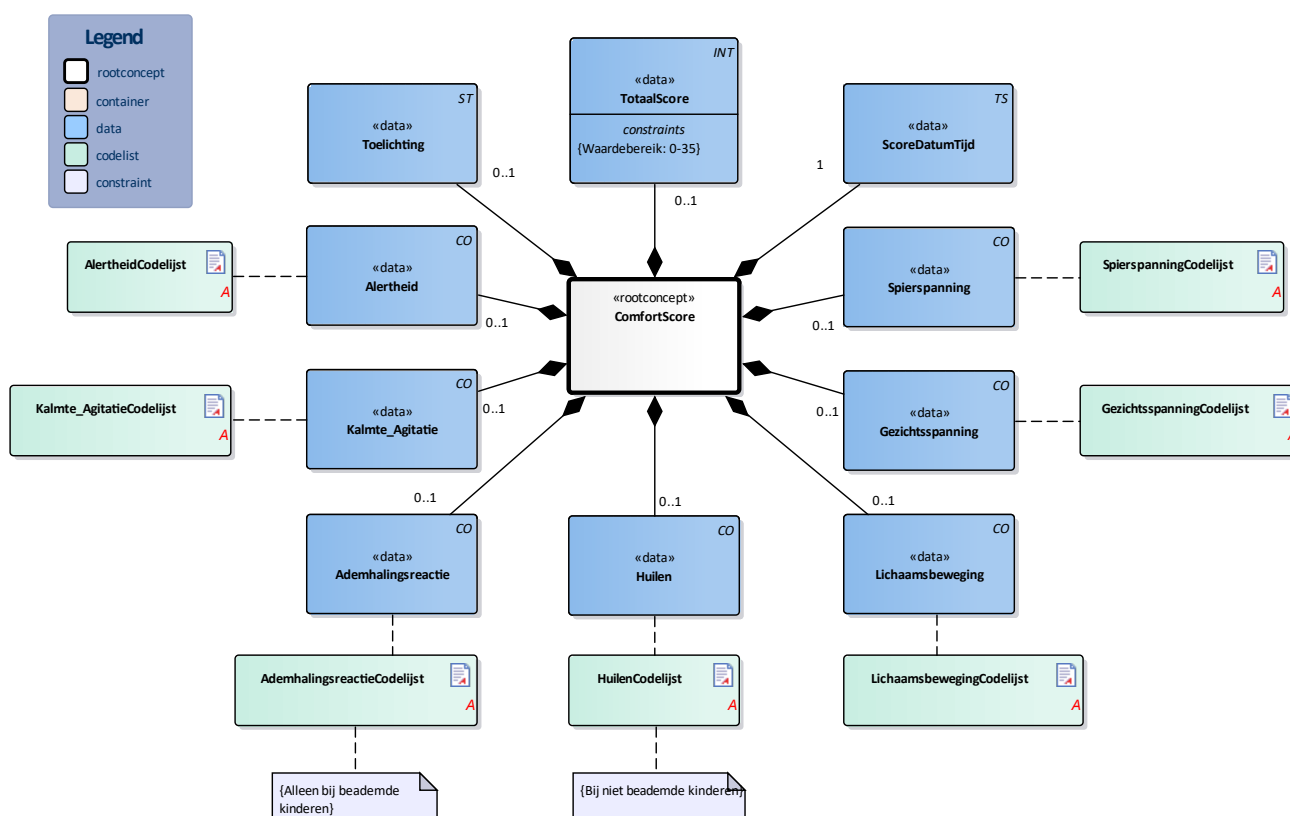 Legend
rootconcept
container
data
codelist
constraint
INT
«data»
TotaalScore
constraints
{Waardebereik: 0-35}
ST
«data»
Toelichting
TS
«data»
ScoreDatumTijd
0..1
0..1
1
CO
«data»
Alertheid
AlertheidCodelijst
A
0..1
«rootconcept»
ComfortScore
CO
«data»
Spierspanning
SpierspanningCodelijst
A
0..1
CO
«data»
Kalmte_Agitatie
Kalmte_AgitatieCodelijst
A
0..1
CO
«data»
Gezichtsspanning
GezichtsspanningCodelijst
A
0..1
0..1
0..1
0..1
CO
«data»
Ademhalingsreactie
CO
«data»
Huilen
CO
«data»
Lichaamsbeweging
AdemhalingsreactieCodelijst
A
HuilenCodelijst
A
LichaamsbewegingCodelijst
A
{Alleen bij beademde
kinderen}
{Bij niet beademde kinderen}